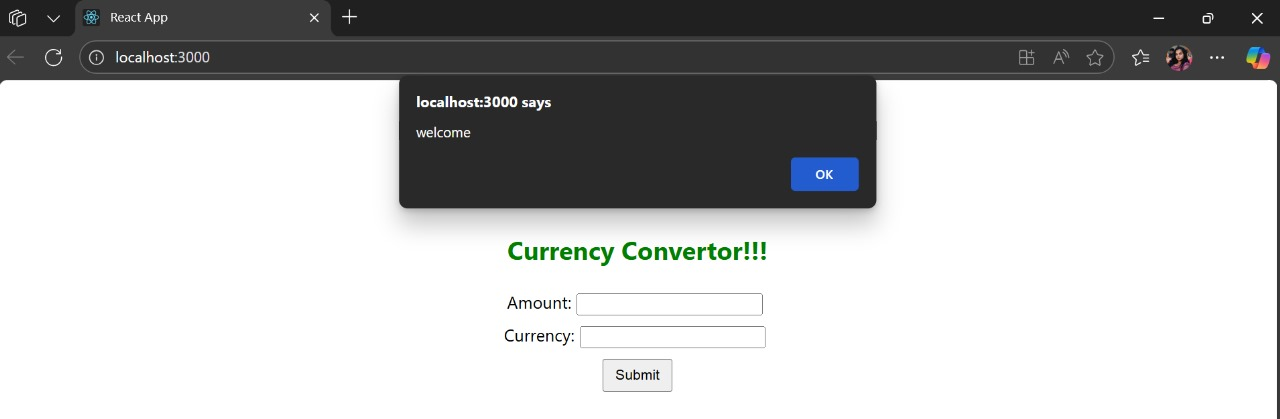 React App
localhost:3000
localhost:3000 says
welcome
OK
Currency Convertor!!!
Amount:
Currency:
Submit